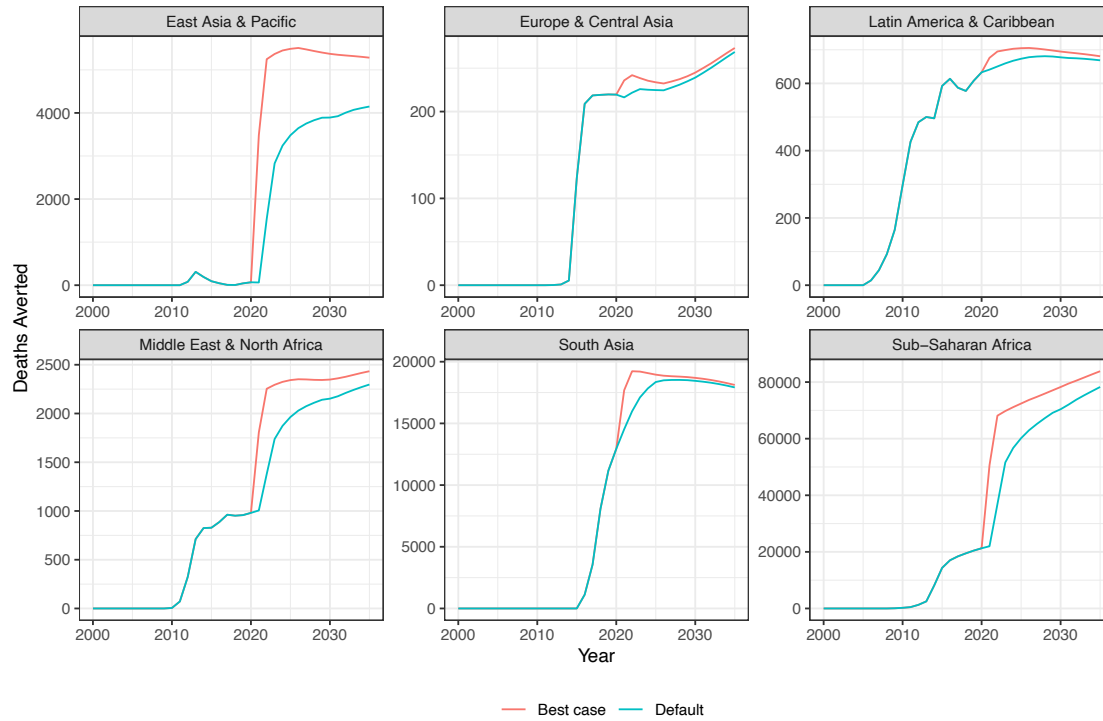 East Asia & Pacific
Europe & Central Asia
Latin America & Caribbean
Deaths Averted
4000
2000
0
2000 2010 2020 2030
200
100
0
2000 2010 2020 2030
600
400
200
0
2000 2010 2020 2030
Middle East & North Africa
South Asia
Sub−Saharan Africa
2500
2000
1500
1000
500
0
2000 2010 2020 2030
20000
15000
10000
5000
0
2000 2010 2020 2030
80000
60000
40000
20000
0
2000 2010 2020 2030
Year
Best case Default